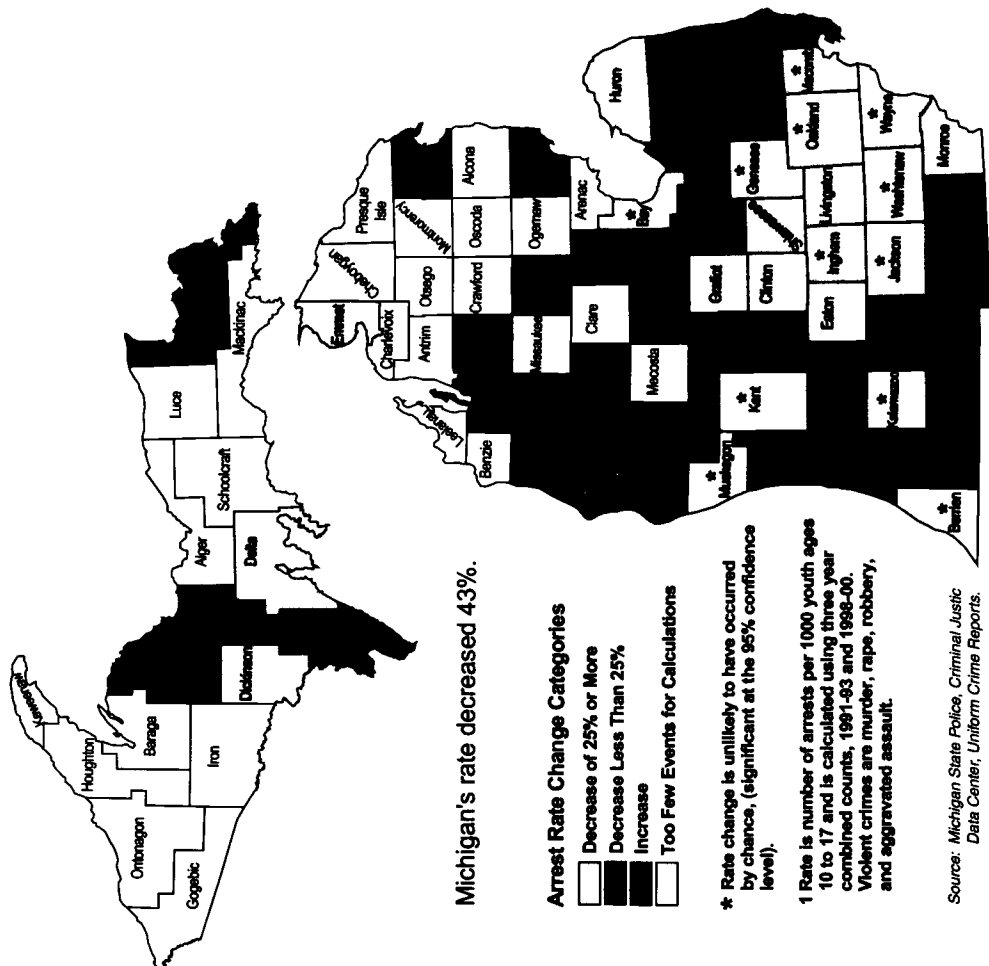 Keweenaw
Houghton
Ontonagon
Baraga
Gogebic
Iron
Dickinson
Alger
Luce
Schoolcraft
Delta
Mackinac
Emmet
Cheboygan
Presque
Isle
Charlevoix
Antrim
Otsego
Montmorency
Leelanau
Benzie
Crawford
Oscoda
Alcona
Missaukee
Ogemaw
Clare
Arenac
Mecosta
* Bay
Huron
* Muskegon
* Kent
Gratiot
Clinton
* Genesee
Eaton
* Ingham
Livingston
* Oakland
* Macomb
* Berrien
* Kalamazoo
* Jackson
* Washtenaw
* Wayne
Monroe
Michigan's rate decreased 43%.
Arrest Rate Change Categories
Decrease of 25% or More
Decrease Less Than 25%
Increase
Too Few Events for Calculations
* Rate change is unlikely to have occurred
by chance, (significant at the 95% confidence
level).
1 Rate is number of arrests per 1000 youth ages
10 to 17 and is calculated using three year
combined counts, 1991-93 and 1998-00.
Violent crimes are murder, rape, robbery,
and aggravated assault.
Source: Michigan State Police, Criminal Justic
Data Center, Uniform Crime Reports.